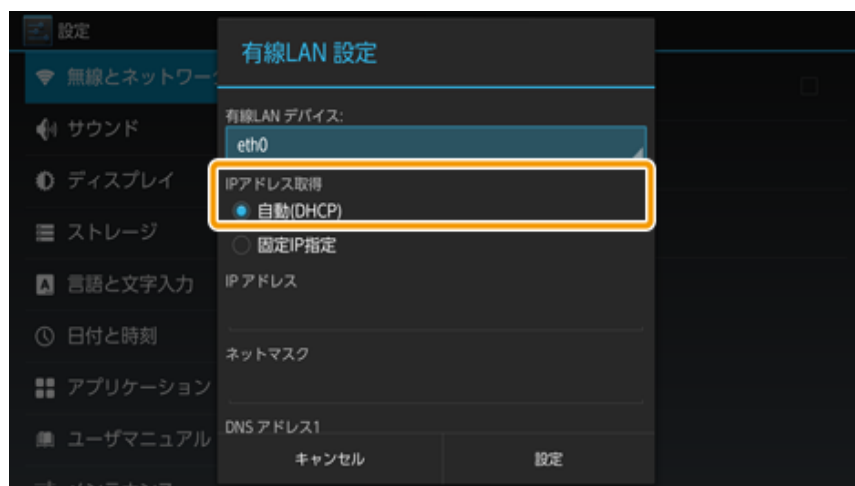 設定
無線とネットワー
サウンド
ディスプレイ
ストレージ
言語と文字入力
日付と時刻
アプリケーション
ユーザマニュアル
有線LAN 設定
有線LAN デバイス:
eth0
IPアドレス取得
自動(DHCP)
固定IP指定
IP アドレス
ネットマスク
DNS アドレス1
キャンセル
設定